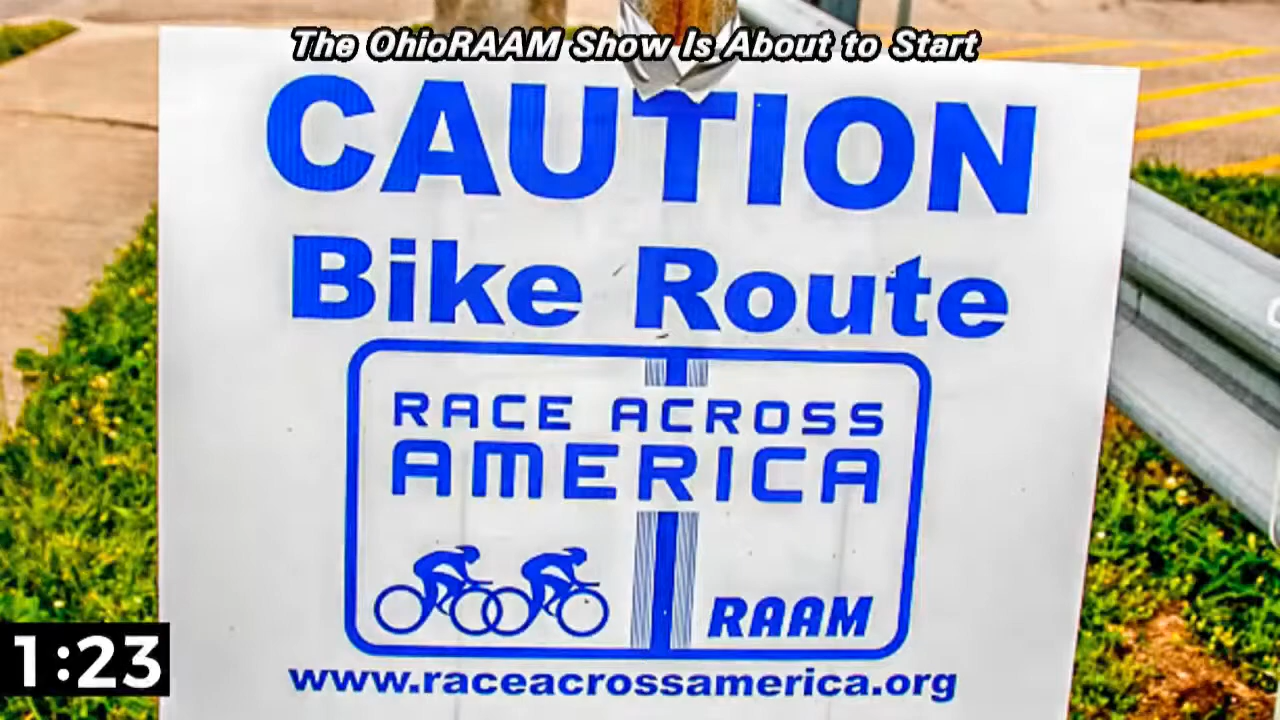 The OhioRAAM Show Is About to Start
CAUTION
Bike Route
RACE ACROSS
AMERICA
RAAM
www.raceacrossamerica.org
1:23